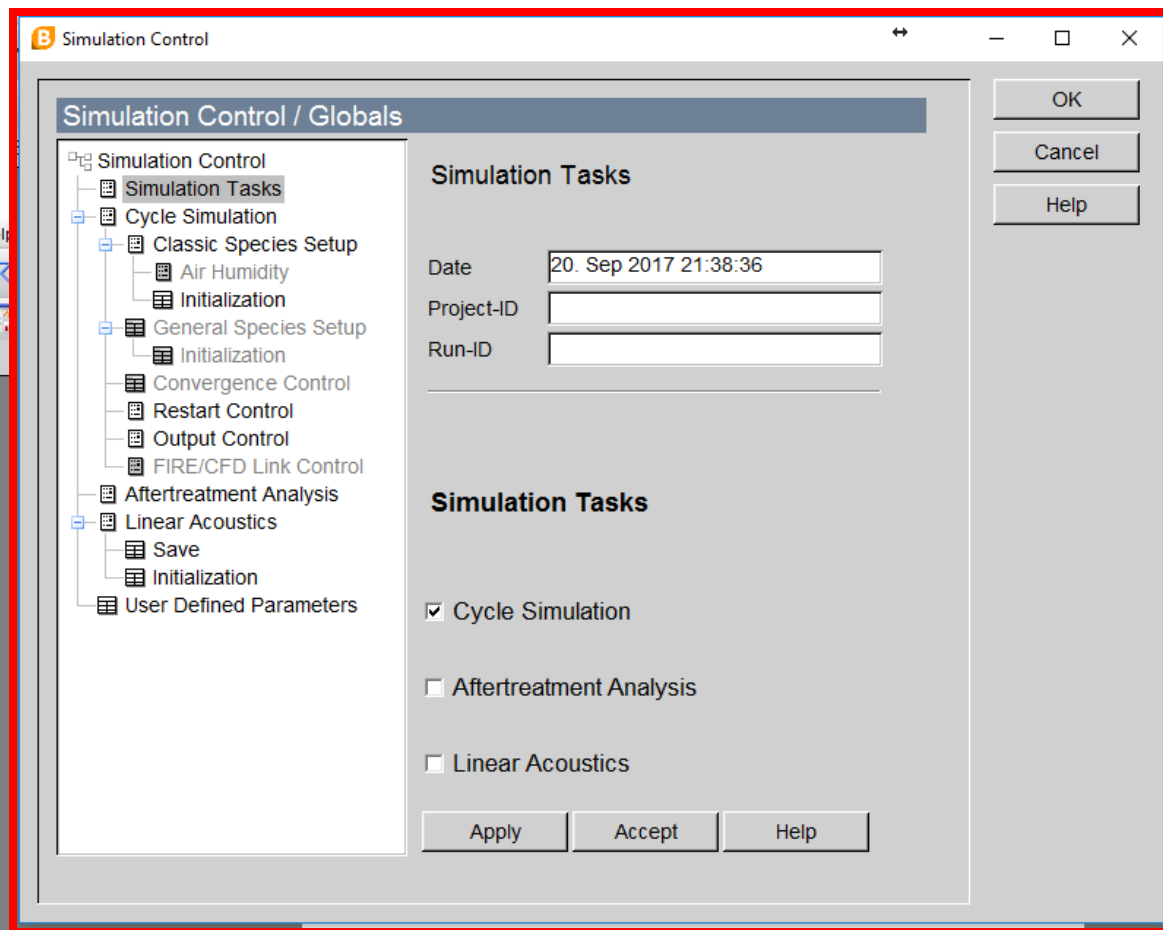 B Simulation Control
Simulation Control / Globals
OK
Cancel
Help
Simulation Control
Simulation Tasks
Cycle Simulation
Classic Species Setup
Air Humidity
Initialization
General Species Setup
Initialization
Convergence Control
Restart Control
Output Control
FIRE/CFD Link Control
Aftertreatment Analysis
Linear Acoustics
Save
Initialization
User Defined Parameters
Simulation Tasks
Date 20. Sep 2017 21:38:36
Project-ID
Run-ID
Simulation Tasks
Cycle Simulation
Aftertreatment Analysis
Linear Acoustics
Apply Accept Help